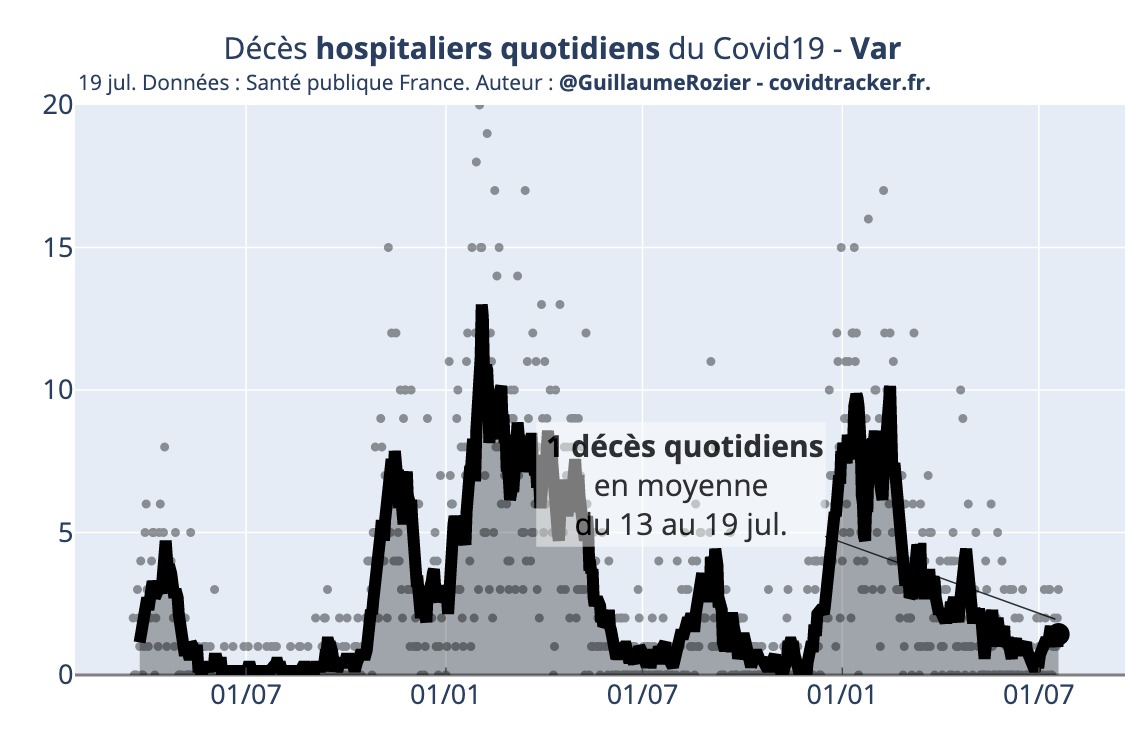 Décès hospitaliers quotidiens du Covid19 - Var
19 jul. Données : Santé publique France. Auteur : @GuillaumeRozier - covidtracker.fr.
20
15
10
5
0
1 décès quotidiens
en moyenne
du 13 au 19 jul.
01/07 01/01 01/07 01/01 01/07